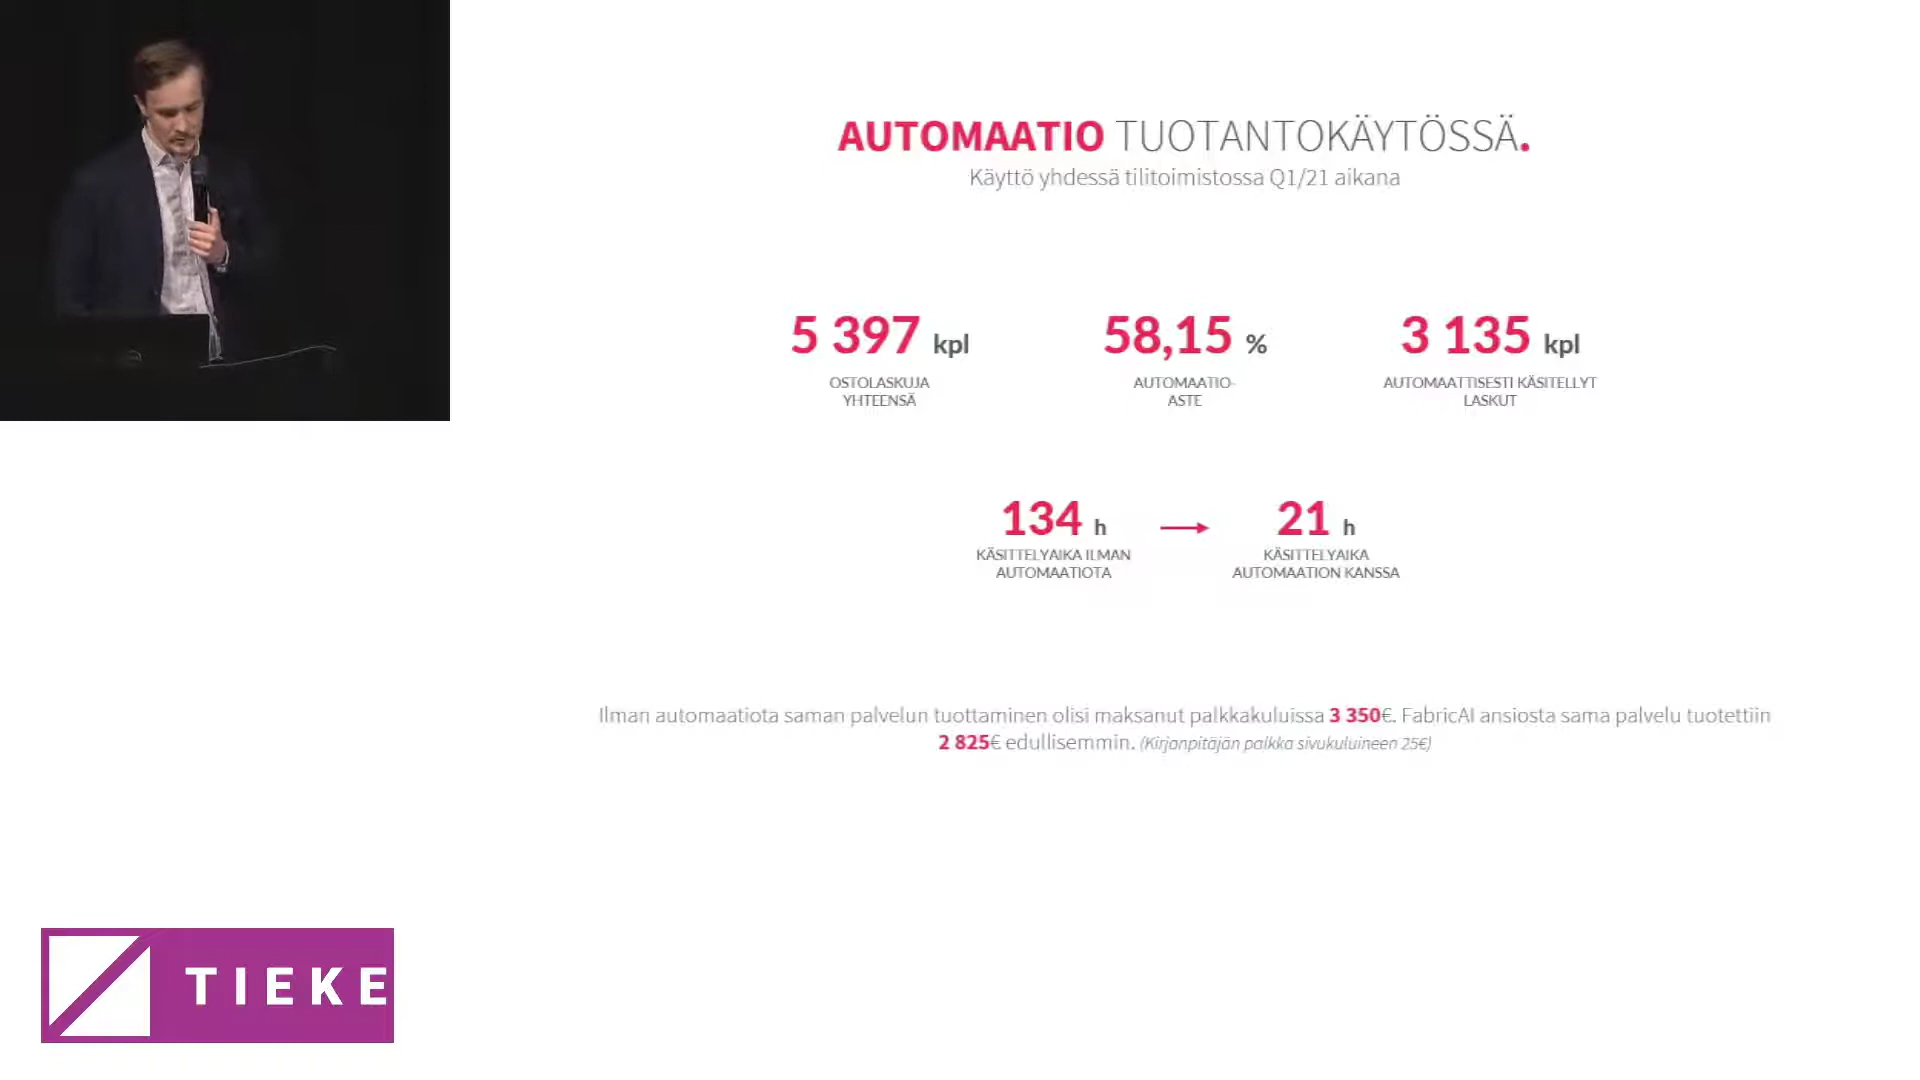 AUTOMAATIO TUOTANTOKÄYTÖSSÄ.
Käyttö yhdessä tilitoimistossa Q1/21 aikana
5 397 kpl
OSTOLASKUJA
YHTEENSÄ
58,15 %
AUTOMAATIO-
ASTE
3 135 kpl
AUTOMAATTISESTI KÄSITELLYT
LASKUT
134 h
KÄSITTELYAIKA ILMAN
AUTOMAATIOTA
21 h
KÄSITTELYAIKA
AUTOMAATION KANSSA
Ilman automaatiota saman palvelun tuottaminen olisi maksanut palkkakuluissa 3 350€. FabricAI ansiosta sama palvelu tuotettiin
2 825€ edullisemmin. (Kirjanpitäjän palkka sivukuluineen 25€)
TIEKE